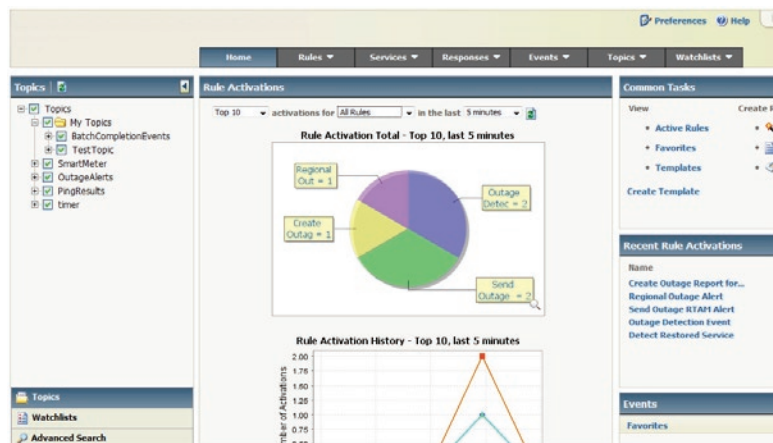 Preferences Help
Home Rules Services Responses Events Topics Watchlists
Topics
Topics
My Topics
BatchCompletionEvents
TestTopic
SmartMeter
OutageAlerts
PingResults
timer
Topics
Watchlists
Advanced Search
Rule Activations
Top 10 activations for All Rules in the last 5 minutes
Rule Activation Total - Top 10, last 5 minutes
Regional
Out = 1
Outage
Detec = 2
Create
Outag = 1
Send
Outage = 2
Rule Activation History - Top 10, last 5 minutes
2.00
1.75
1.50
1.25
1.00
0.75
mber of Activations
Common Tasks
View Create
Active Rules
Favorites
Templates
Create Template
Recent Rule Activations
Name
Create Outage Report for...
Regional Outage Alert
Send Outage RTAM Alert
Outage Detection Event
Detect Restored Service
Events
Favorites